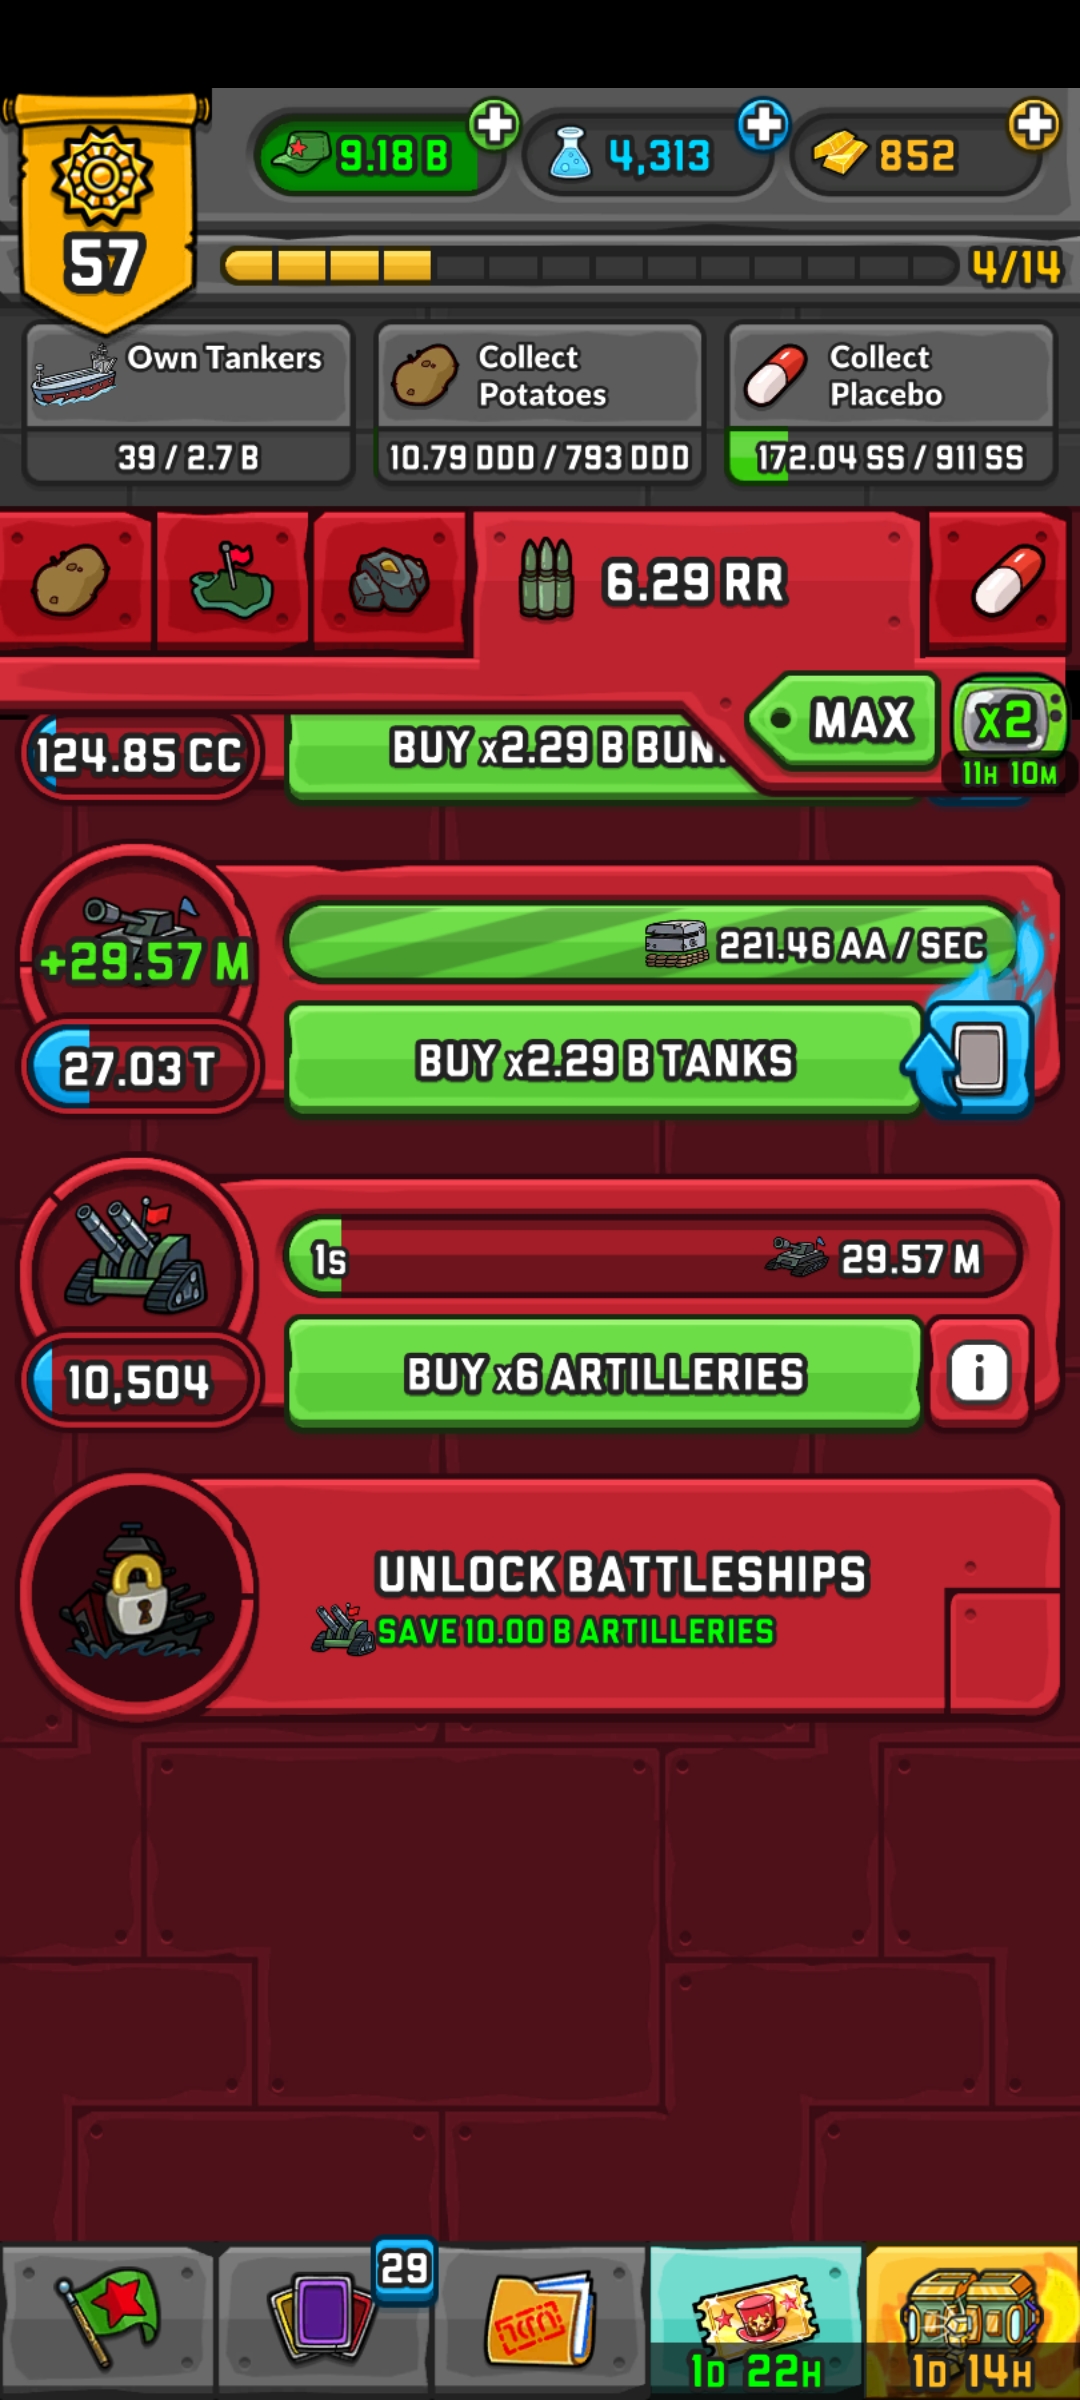 57
9.18 B
4,313
852
4/14
Own Tankers
39 / 2.7 B
Collect
Potatoes
10.79 DDD / 793 DDD
Collect
Placebo
172.04 SS / 911 SS
6.29 RR
MAX
x2
11H 10M
124.85 CC
BUY x2.29 B BUN
+29.57 M
221.46 AA / SEC
27.03 T
BUY x2.29 B TANKS
1s
29.57 M
10,504
BUY x6 ARTILLERIES
i
UNLOCK BATTLESHIPS
SAVE 10.00 B ARTILLERIES
29
1D 22H
1D 14H